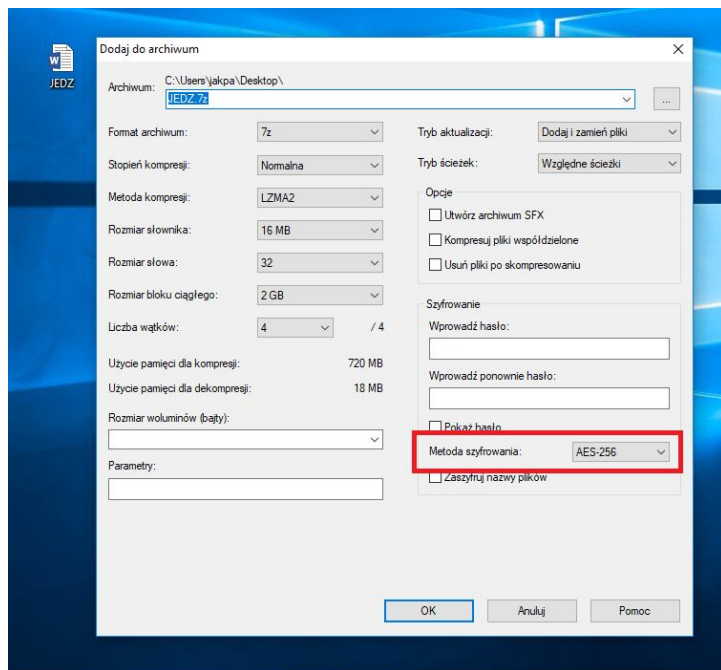 JEDZ
Dodaj do archiwum
Archiwum:
C:\Users\jakpa\Desktop\
JEDZ.7z
...
Format archiwum:
7z
Stopień kompresji:
Normalna
Metoda kompresji:
LZMA2
Rozmiar słownika:
16 MB
Rozmiar słowa:
32
Rozmiar bloku ciągłego:
2 GB
Liczba wątków:
4
/ 4
Użycie pamięci dla kompresji:
720 MB
Użycie pamięci dla dekompresji:
18 MB
Rozmiar woluminów (bajty):
Parametry:
Tryb aktualizacji:
Dodaj i zamień pliki
Tryb ścieżek:
Względne ścieżki
Opcje
Utwórz archiwum SFX
Kompresuj pliki współdzielone
Usuń pliki po skompresowaniu
Szyfrowanie
Wprowadź hasło:
Wprowadź ponownie hasło:
Pokaż hasło
Metoda szyfrowania:
AES-256
Zaszyfruj nazwy plików
OK
Anuluj
Pomoc